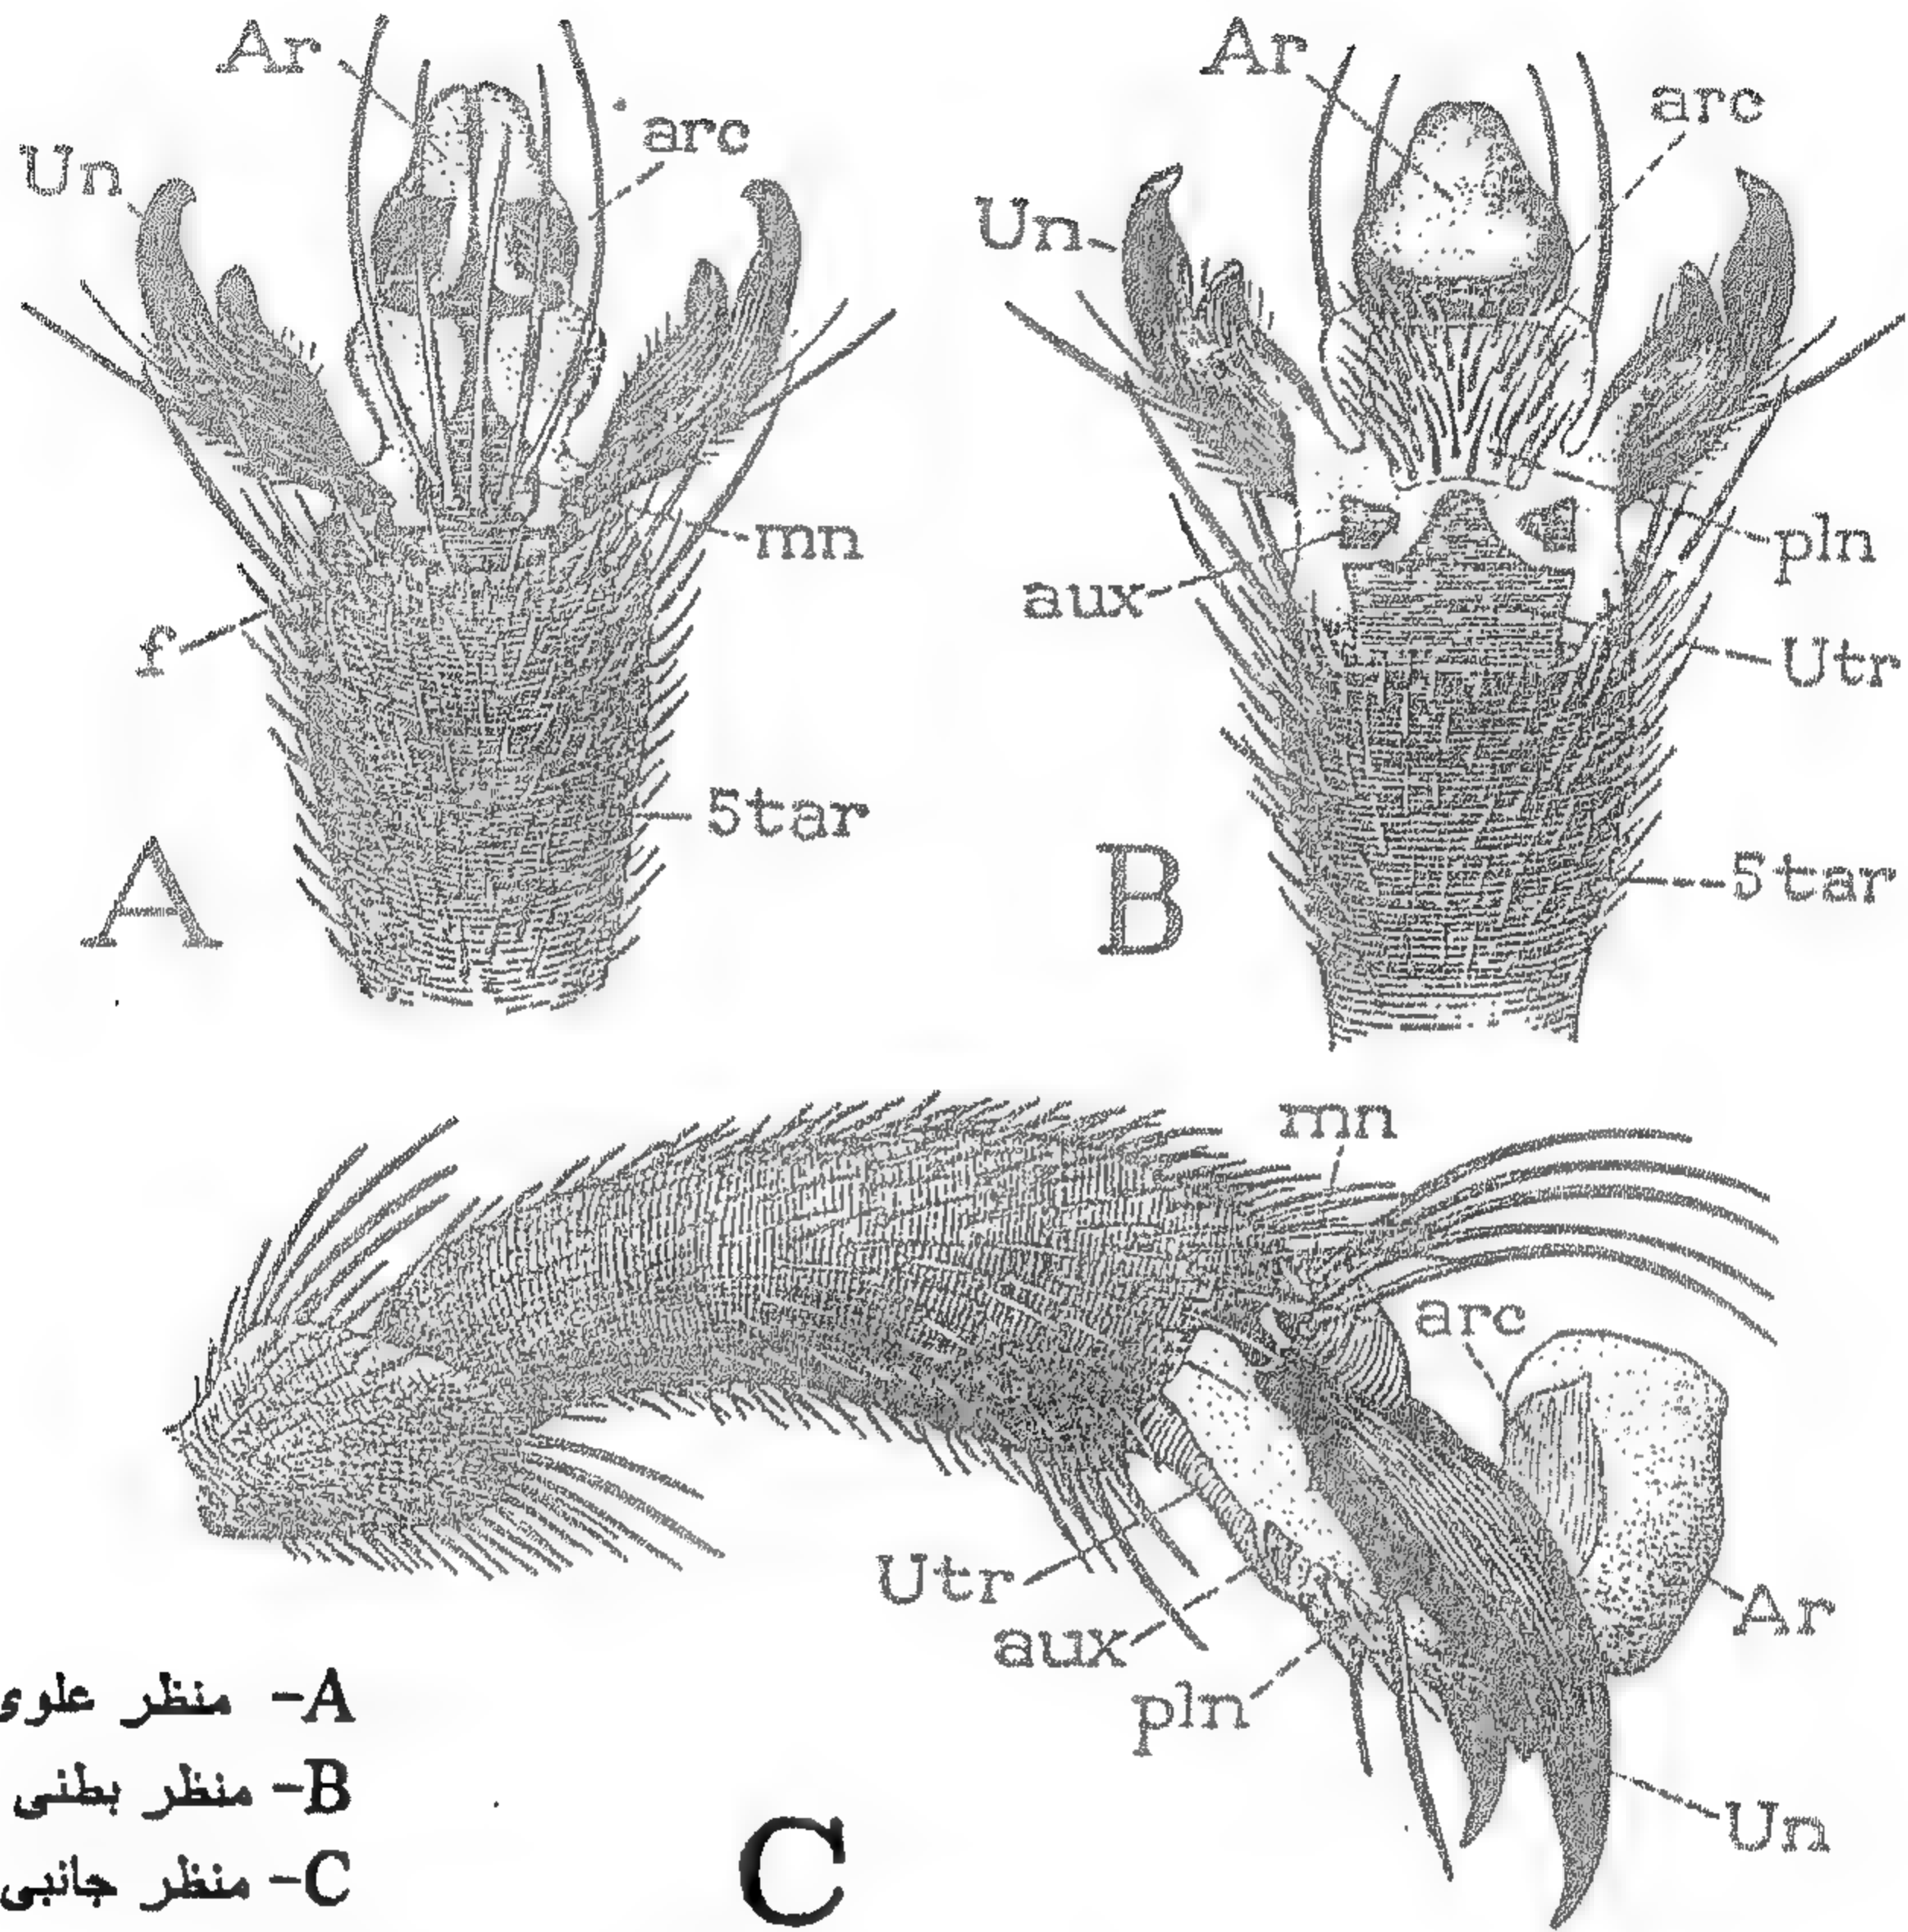 Ar
arc
Un
mn
f
5tar
A
Ar
arc
Un
pln
aux
Utr
5tar
B
mn
arc
Utr
aux
pln
Ar
Un
C
A- منظر علوى
B- منظر بطنى
C- منظر جانبى